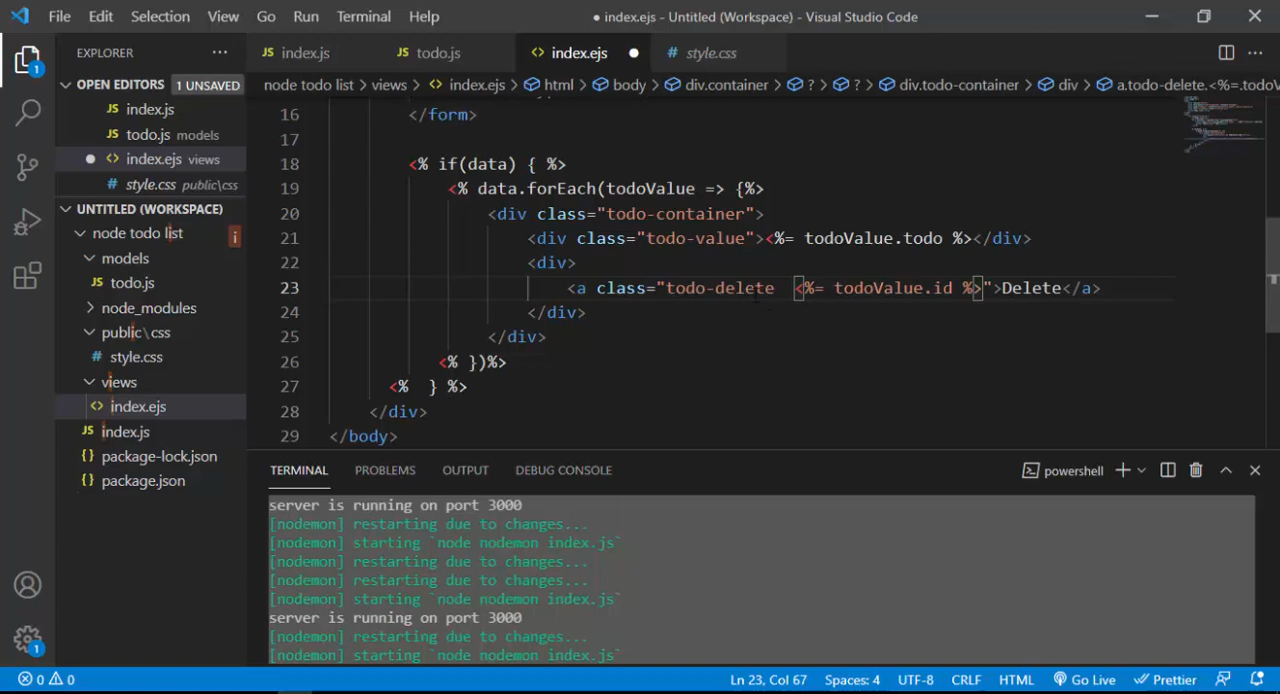 File Edit Selection View Go Run Terminal Help ● index.ejs - Untitled (Workspace) - Visual Studio Code
EXPLORER ···
JS index.js JS todo.js <> index.ejs ● # style.css
OPEN EDITORS 1 UNSAVED
node todo list > views > <> index.ejs > html > body > div.container > ? > ? > div.todo-container > div > a.todo-delete.<%=.todoV
JS index.js
JS todo.js models
● <> index.ejs views
# style.css public\css
UNTITLED (WORKSPACE)
node todo list i
models
JS todo.js
node_modules
public\css
# style.css
views
<> index.ejs
JS index.js
{} package-lock.json
{} package.json
1
1
16 </form>
17
18 <% if(data) { %>
19 <% data.forEach(todoValue => {%>
20 <div class="todo-container">
21 <div class="todo-value"><%= todoValue.todo %></div>
22 <div>
23 <a class="todo-delete  <%= todoValue.id %>">Delete</a>
24 </div>
25 </div>
26 <% })%>
27 <%  } %>
28 </div>
29 </body>
TERMINAL PROBLEMS OUTPUT DEBUG CONSOLE powershell
server is running on port 3000
[nodemon] restarting due to changes...
[nodemon] starting `node nodemon index.js`
[nodemon] restarting due to changes...
[nodemon] restarting due to changes...
[nodemon] starting `node nodemon index.js`
server is running on port 3000
[nodemon] restarting due to changes...
[nodemon] starting `node nodemon index.js`
0 0 Ln 23, Col 67 Spaces: 4 UTF-8 CRLF HTML Go Live Prettier